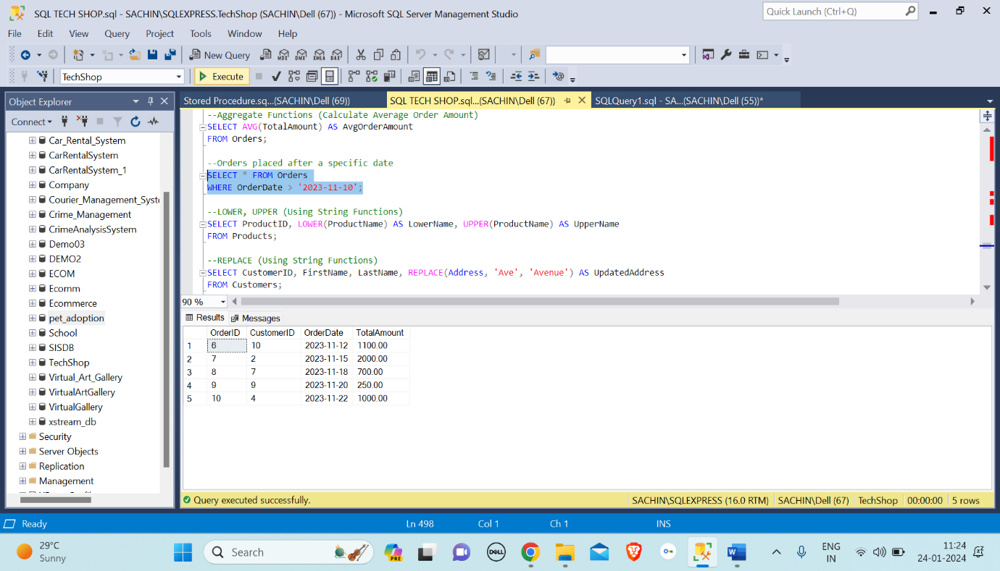 SQL TECH SHOP.sql - SACHIN\SQLEXPRESS.TechShop (SACHIN\Dell (67)) - Microsoft SQL Server Management Studio
Quick Launch (Ctrl+Q)
File Edit View Query Project Tools Window Help
New Query
MDX DMX XMLA DAX
TechShop
Execute
Object Explorer
Connect
Car_Rental_System
CarRentalSystem
CarRentalSystem_1
Company
Courier_Management_Syste
Crime_Management
CrimeAnalysisSystem
Demo03
DEMO2
ECOM
Ecomm
Ecommerce
pet_adoption
School
SISDB
TechShop
Virtual_Art_Gallery
VirtualArtGallery
VirtualGallery
xstream_db
Security
Server Objects
Replication
Management
Stored Procedure.sq...(SACHIN\Dell (69)) SQL TECH SHOP.sql...(SACHIN\Dell (67)) SQLQuery1.sql - SA...(SACHIN\Dell (55))*
--Aggregate Functions (Calculate Average Order Amount)
SELECT AVG(TotalAmount) AS AvgOrderAmount
FROM Orders;
--Orders placed after a specific date
SELECT * FROM Orders
WHERE OrderDate > '2023-11-10';
--LOWER, UPPER (Using String Functions)
SELECT ProductID, LOWER(ProductName) AS LowerName, UPPER(ProductName) AS UpperName
FROM Products;
--REPLACE (Using String Functions)
SELECT CustomerID, FirstName, LastName, REPLACE(Address, 'Ave', 'Avenue') AS UpdatedAddress
FROM Customers;
90 %
Results Messages
OrderID CustomerID OrderDate TotalAmount
1 6 10 2023-11-12 1100.00
2 7 2 2023-11-15 2000.00
3 8 7 2023-11-18 700.00
4 9 9 2023-11-20 250.00
5 10 4 2023-11-22 1000.00
Query executed successfully. SACHIN\SQLEXPRESS (16.0 RTM) SACHIN\Dell (67) TechShop 00:00:00 5 rows
Ready Ln 498 Col 1 Ch 1 INS
29°C
Sunny
Search
PRE
DELL
W
ENG
IN
11:24
24-01-2024